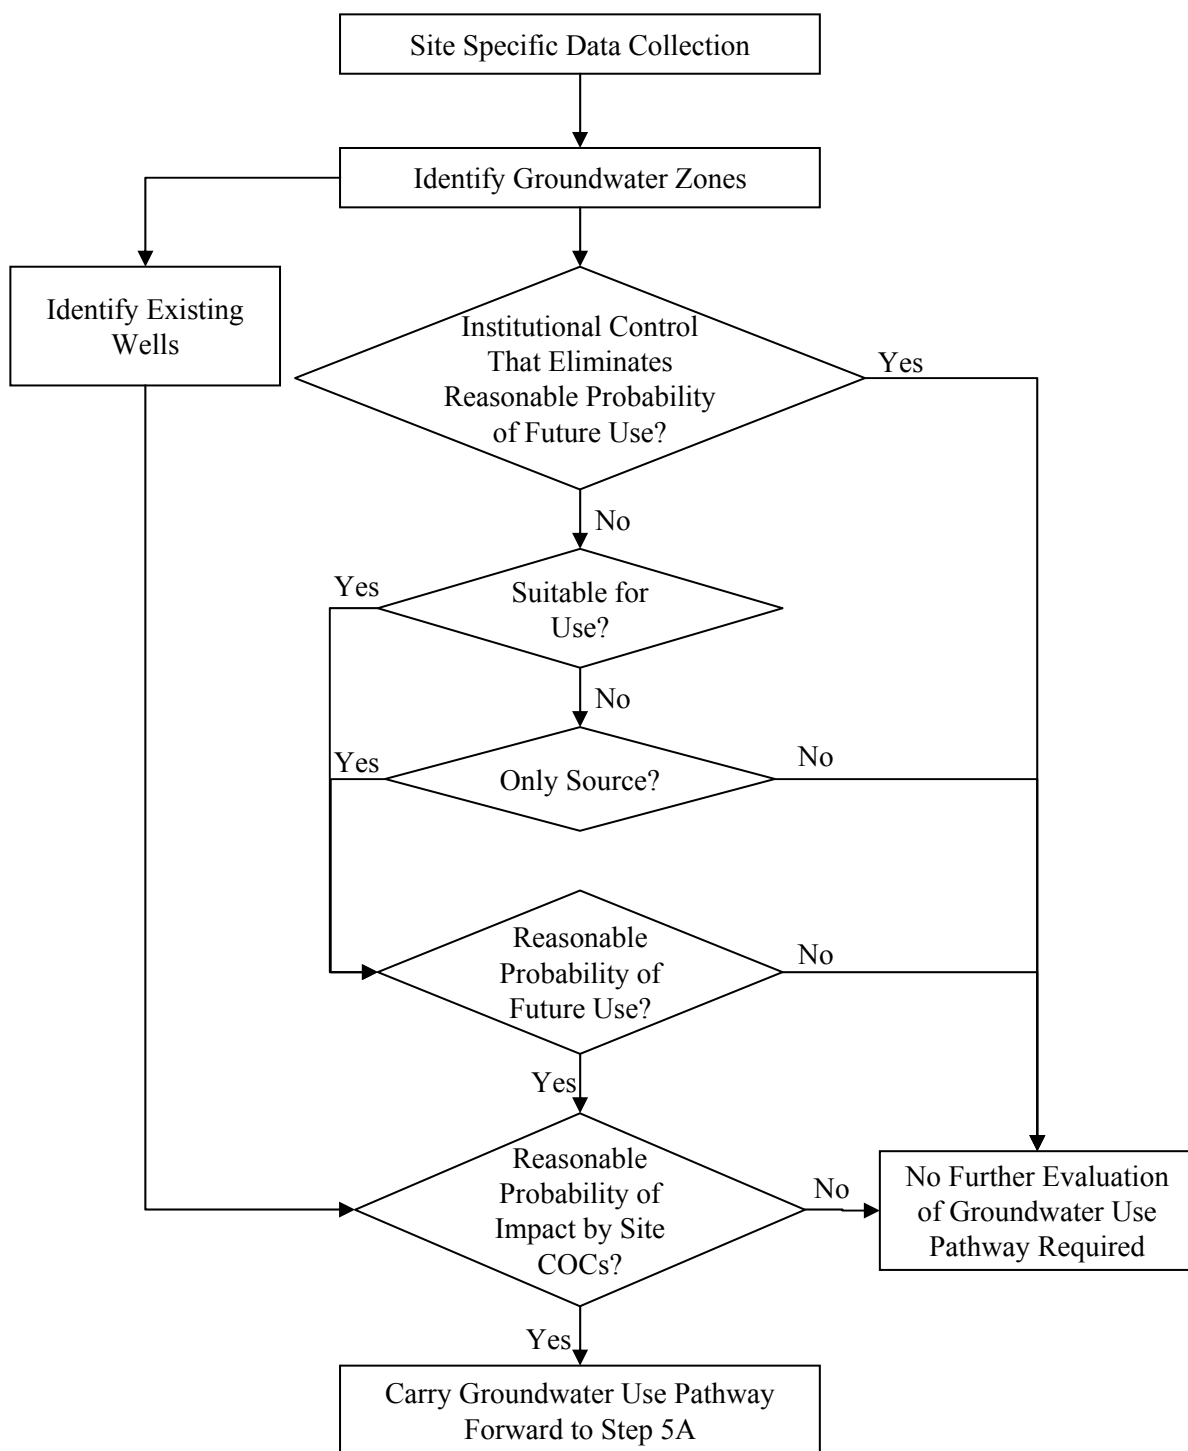 Site Specific Data Collection
Identify Groundwater Zones
Identify Existing
Wells
Institutional Control
That Eliminates
Reasonable Probability
of Future Use?
Yes
No
Yes
Suitable for
Use?
No
Yes
Only Source?
No
Reasonable
Probability of
Future Use?
No
Yes
Reasonable
Probability of
Impact by Site
COCs?
No
No Further Evaluation
of Groundwater Use
Pathway Required
Yes
Carry Groundwater Use Pathway
Forward to Step 5A